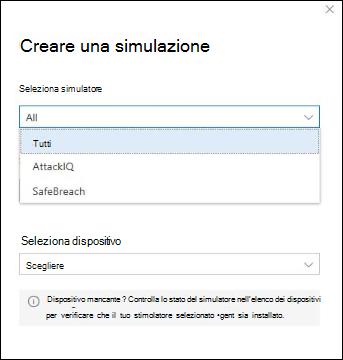 Creare una simulazione
Seleziona simulatore
All
Tutti
AttackIQ
SafeBreach
Seleziona dispositivo
Scegliere
Dispositivo mancante ? Controlla lo stato del simulatore nell'elenco dei dispositivi
per verificare che il tuo stimolatore selezionato •gent sia installato.